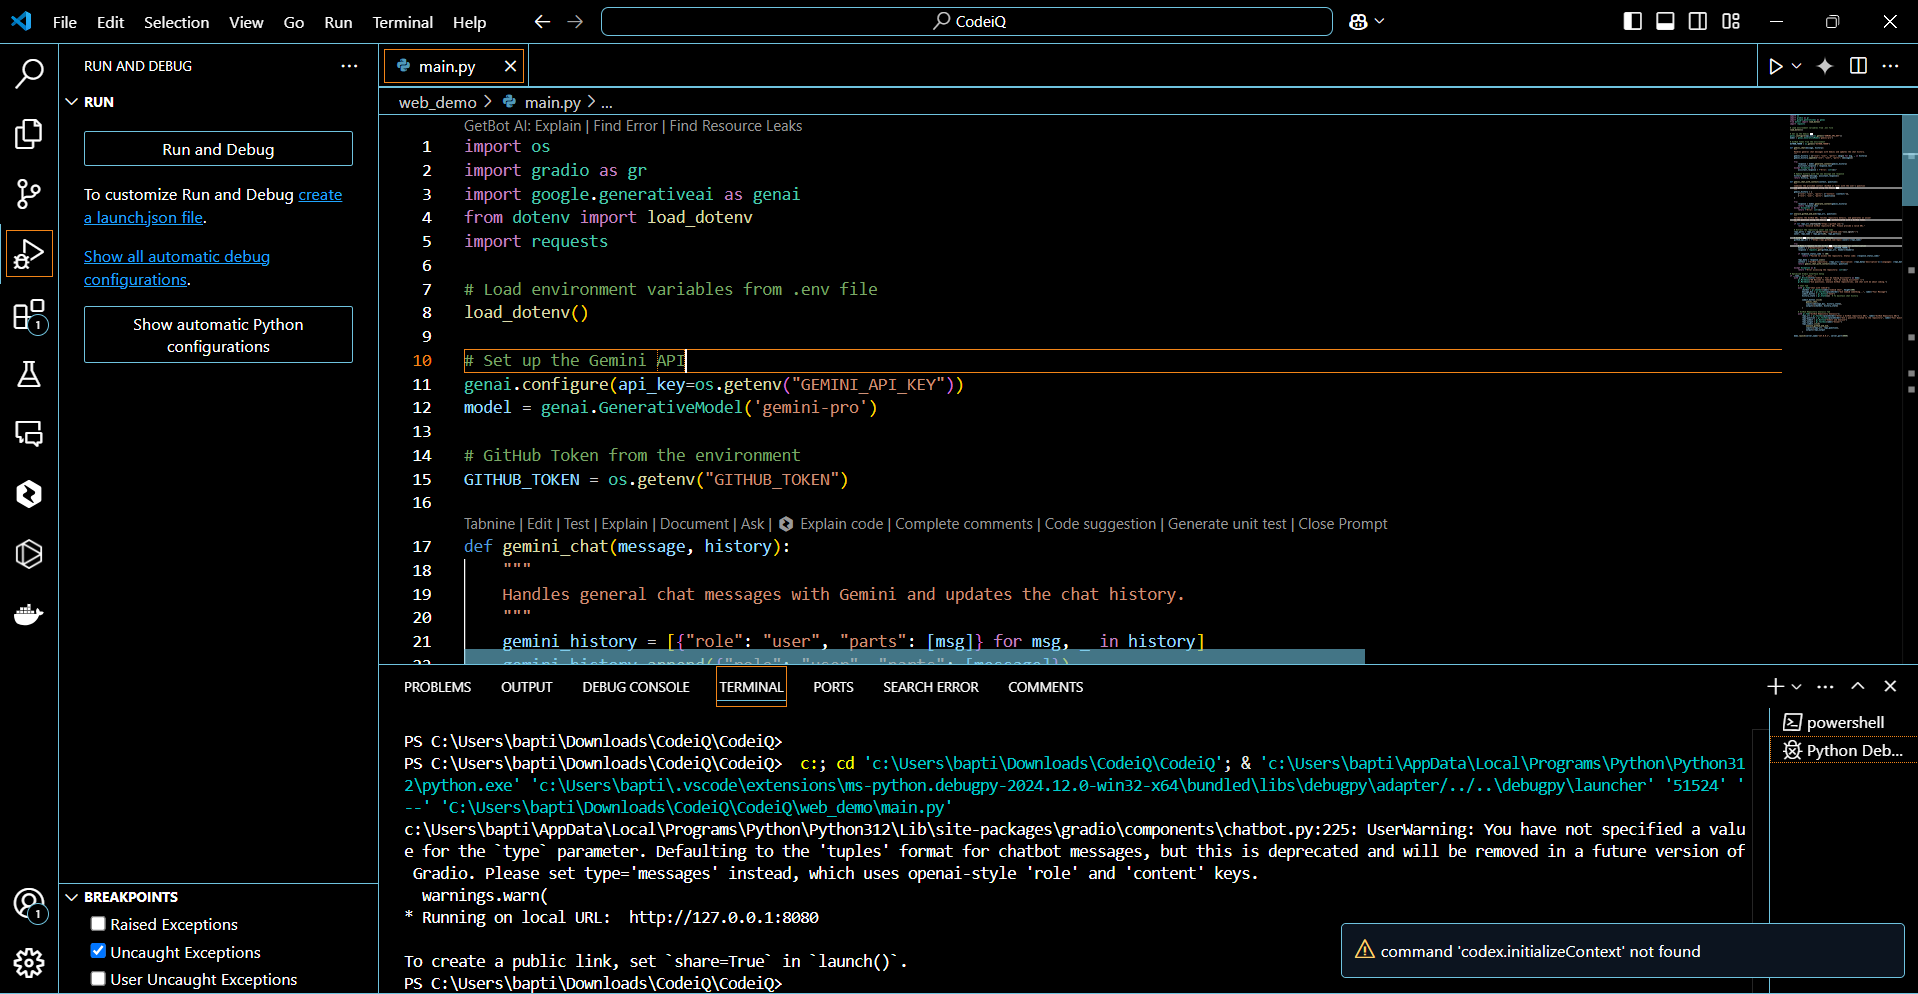 File Edit Selection View Go Run Terminal Help
CodeiQ
RUN AND DEBUG
RUN
Run and Debug
To customize Run and Debug create
a launch.json file.
Show all automatic debug
configurations.
Show automatic Python
configurations
1
1
BREAKPOINTS
Raised Exceptions
Uncaught Exceptions
User Uncaught Exceptions
main.py
web_demo > main.py > ...
GetBot AI: Explain | Find Error | Find Resource Leaks
1 import os
2 import gradio as gr
3 import google.generativeai as genai
4 from dotenv import load_dotenv
5 import requests
6
7 # Load environment variables from .env file
8 load_dotenv()
9
10 # Set up the Gemini API
11 genai.configure(api_key=os.getenv("GEMINI_API_KEY"))
12 model = genai.GenerativeModel('gemini-pro')
13
14 # GitHub Token from the environment
15 GITHUB_TOKEN = os.getenv("GITHUB_TOKEN")
16
Tabnine | Edit | Test | Explain | Document | Ask | Explain code | Complete comments | Code suggestion | Generate unit test | Close Prompt
17 def gemini_chat(message, history):
18 """
19 Handles general chat messages with Gemini and updates the chat history.
20 """
21 gemini_history = [{"role": "user", "parts": [msg]} for msg, _ in history]
22 gemini_history.append({"role": "user", "parts": [message]})
PROBLEMS OUTPUT DEBUG CONSOLE TERMINAL PORTS SEARCH ERROR COMMENTS
powershell
Python Deb...
PS C:\Users\bapti\Downloads\CodeiQ\CodeiQ>
PS C:\Users\bapti\Downloads\CodeiQ\CodeiQ> c:; cd 'c:\Users\bapti\Downloads\CodeiQ\CodeiQ'; & 'c:\Users\bapti\AppData\Local\Programs\Python\Python31
2\python.exe' 'c:\Users\bapti\.vscode\extensions\ms-python.debugpy-2024.12.0-win32-x64\bundled\libs\debugpy\adapter/../..\debugpy\launcher' '51524' '
--' 'C:\Users\bapti\Downloads\CodeiQ\CodeiQ\web_demo\main.py'
c:\Users\bapti\AppData\Local\Programs\Python\Python312\Lib\site-packages\gradio\components\chatbot.py:225: UserWarning: You have not specified a valu
e for the `type` parameter. Defaulting to the 'tuples' format for chatbot messages, but this is deprecated and will be removed in a future version of
Gradio. Please set type='messages' instead, which uses openai-style 'role' and 'content' keys.
warnings.warn(
* Running on local URL: http://127.0.0.1:8080
To create a public link, set `share=True` in `launch()`.
PS C:\Users\bapti\Downloads\CodeiQ\CodeiQ>
command 'codex.initializeContext' not found